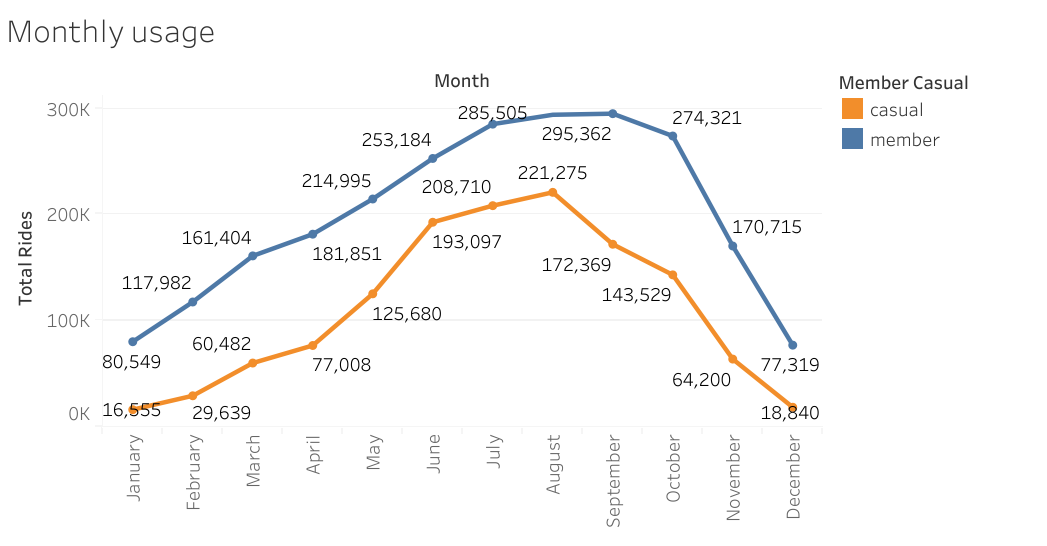 Monthly usage
Month
Member Casual
casual
member
Total Rides
300K
200K
100K
0K
285,505
274,321
253,184
295,362
214,995
208,710
221,275
161,404
181,851
193,097
170,715
172,369
117,982
143,529
125,680
80,549
60,482
77,008
64,200
77,319
16,555
29,639
18,840
January
February
March
April
May
June
July
August
September
October
November
December